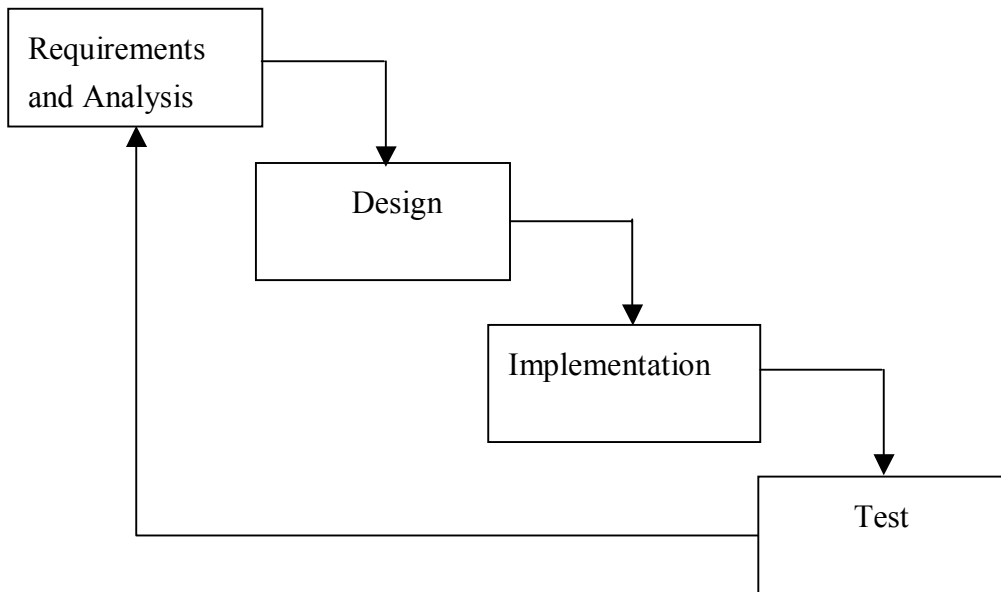 Requirements
and Analysis
Design
Implementation
Test